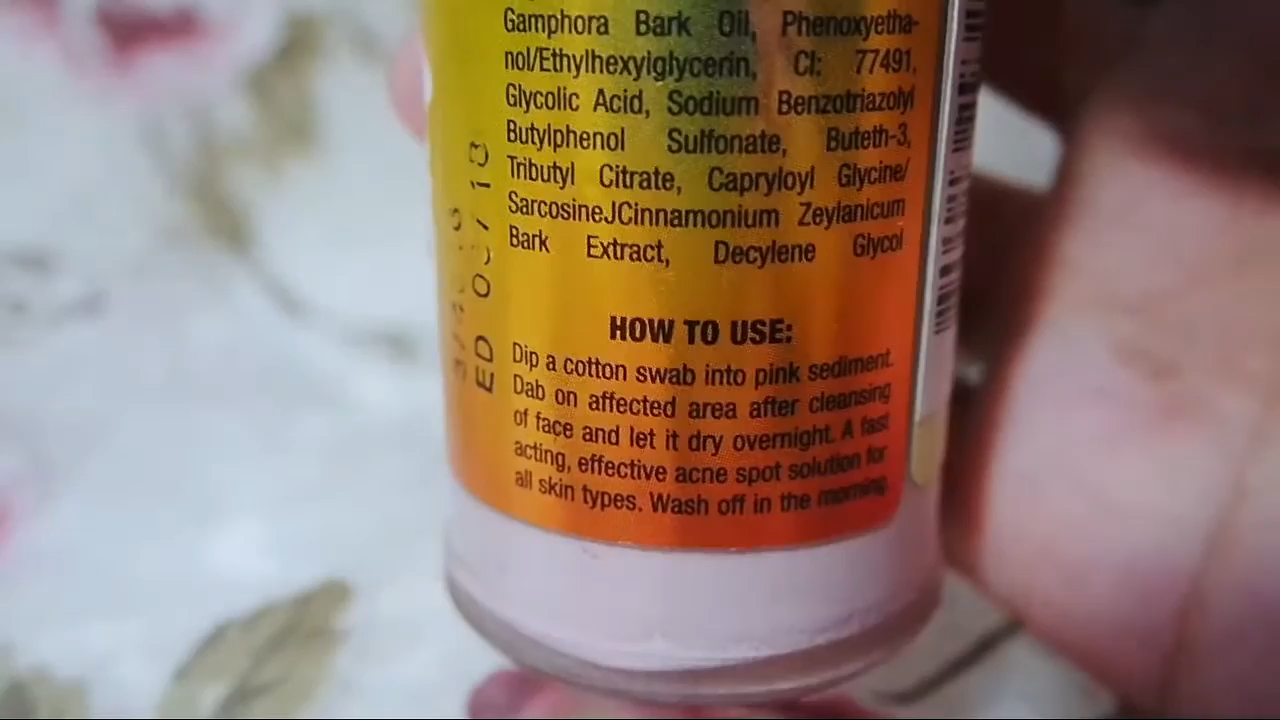 Gamphora Bark Oil, Phenoxyetha-
nol/Ethylhexylglycerin, CI: 77491,
Glycolic Acid, Sodium Benzotriazolyl
Butylphenol Sulfonate, Buteth-3,
Tributyl Citrate, Capryloyl Glycine/
SarcosineJCinnamonium Zeylanicum
Bark Extract, Decylene Glycol
HOW TO USE:
Dip a cotton swab into pink sediment.
Dab on affected area after cleansing
of face and let it dry overnight. A fast
acting, effective acne spot solution for
all skin types. Wash off in the morning.
ED